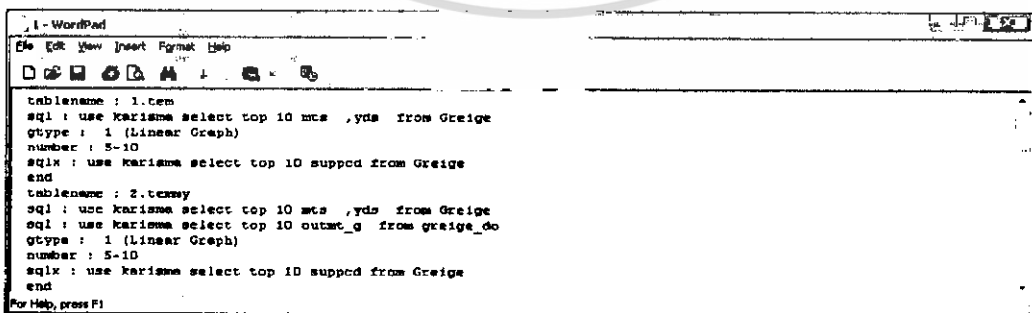 1 - WordPad
File Edit View Insert Format Help
tablename : 1.tem
sql : use karisma select top 10 mts ,yds from Greige
gtype : 1 (Linear Graph)
number : 5-10
sqlx : use karisma select top 10 suppcd from Greige
end
tablename : 2.temmy
sql : use karisma select top 10 mts ,yds from Greige
sql : use karisma select top 10 outmt_g from greige_do
gtype : 1 (Linear Graph)
number : 5-10
sqlx : use karisma select top 10 suppcd from Greige
end
For Help, press F1